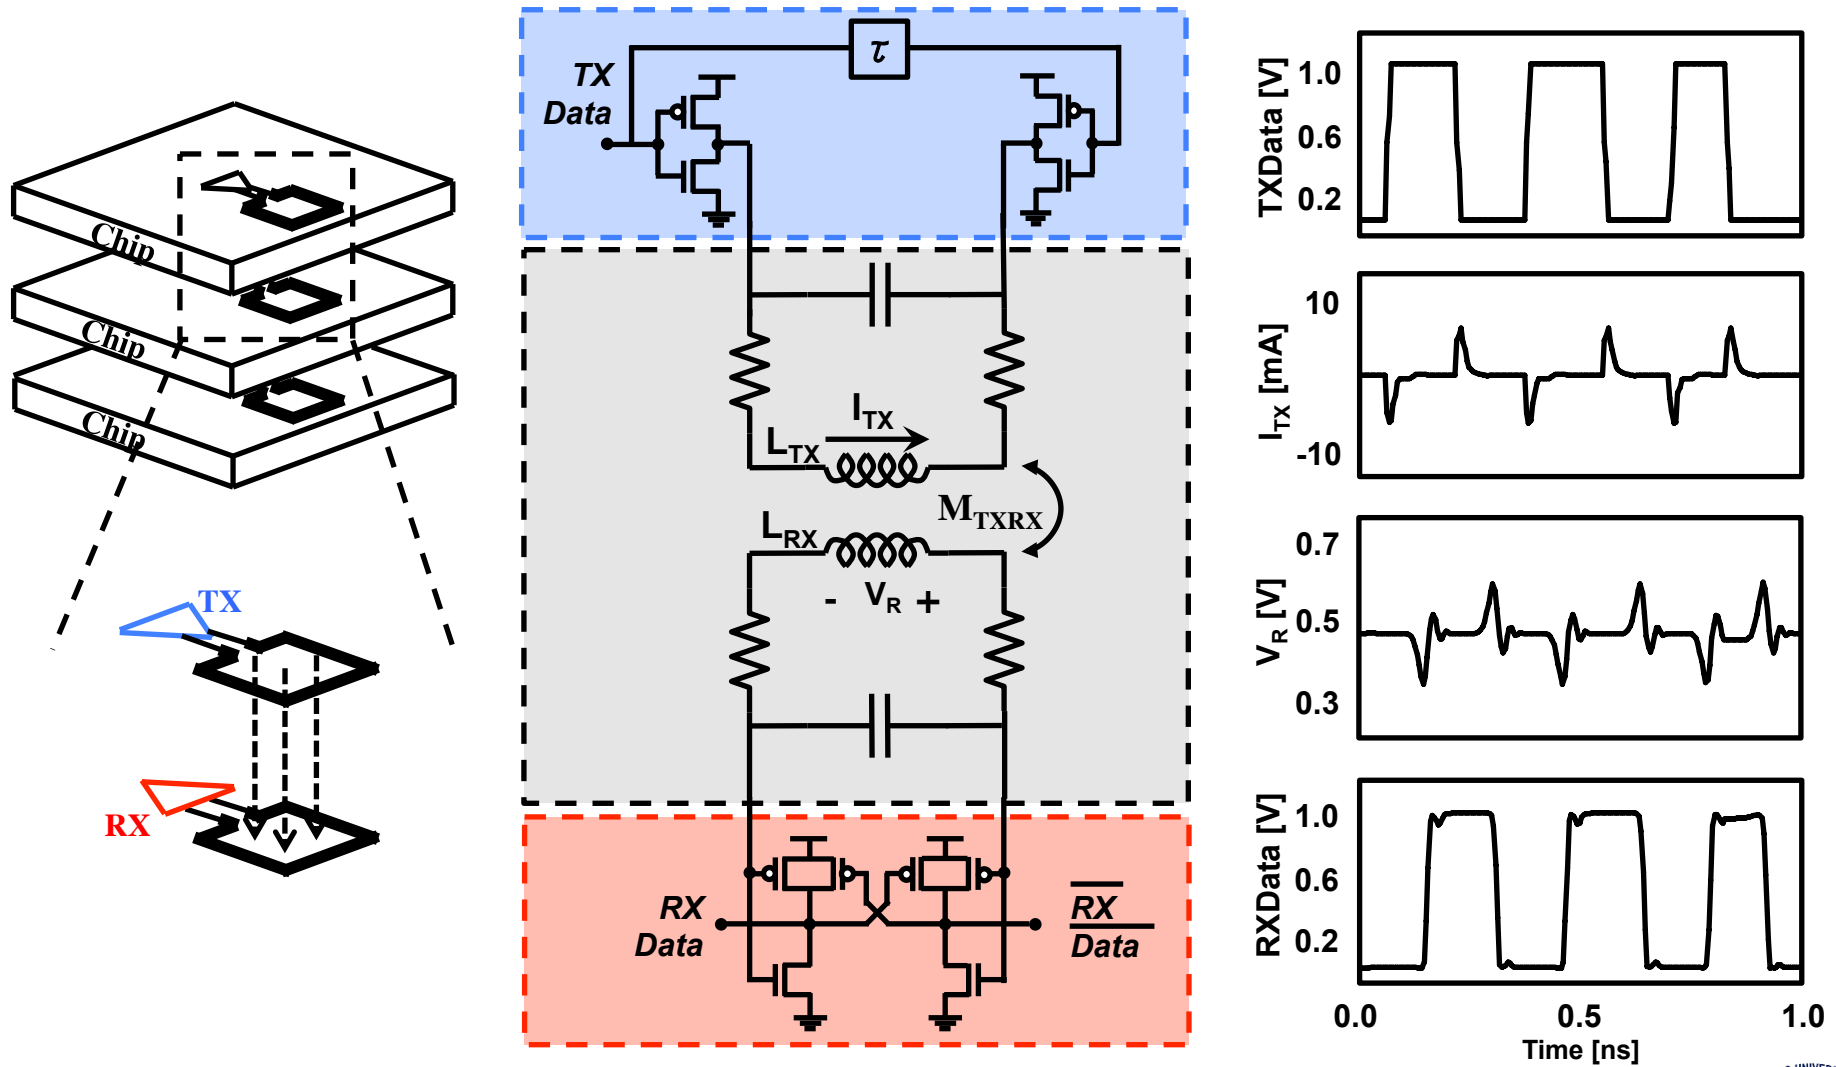 Chip
Chip
Chip
TX
RX
TX
Data
τ
I_TX
L_TX
M_TXRX
L_RX
- V_R +
RX
Data
RX
Data
TXData [V]
1.0
0.6
0.2
I_TX [mA]
10
-10
V_R [V]
0.7
0.5
0.3
RXData [V]
1.0
0.6
0.2
0.0 0.5 1.0
Time [ns]